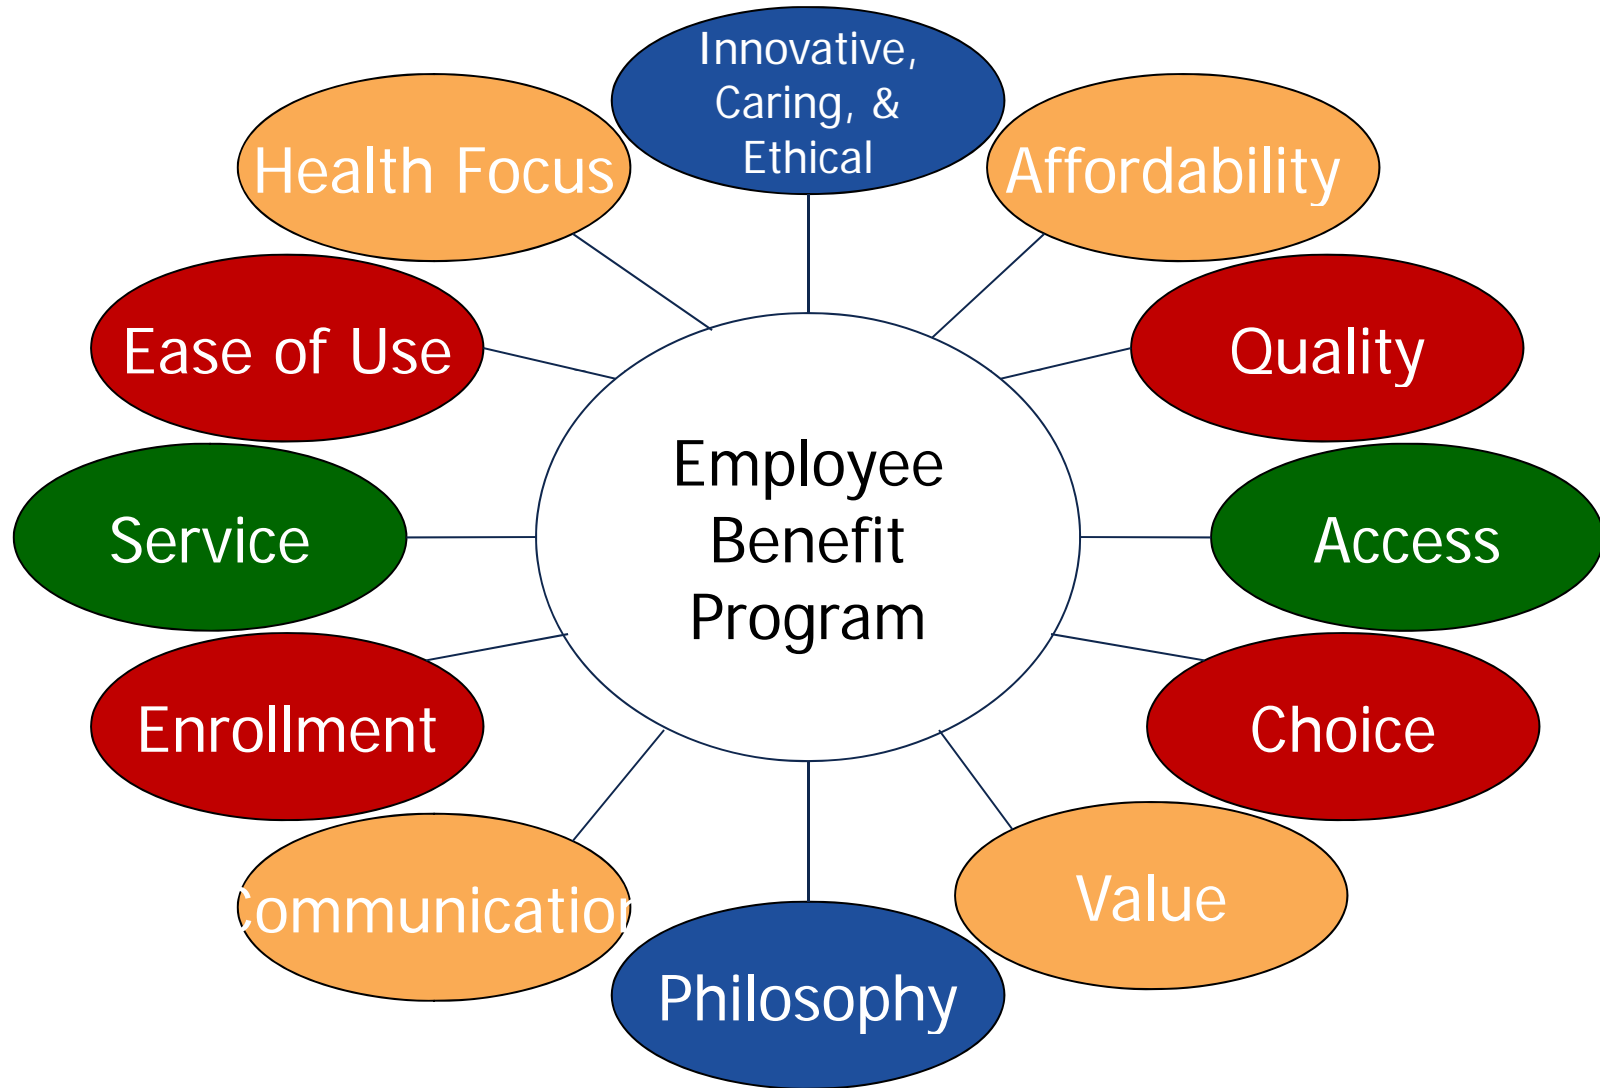 Innovative,
Caring, &
Ethical
Health Focus
Affordability
Ease of Use
Quality
Employee
Benefit
Program
Service
Access
Enrollment
Choice
Communication
Value
Philosophy